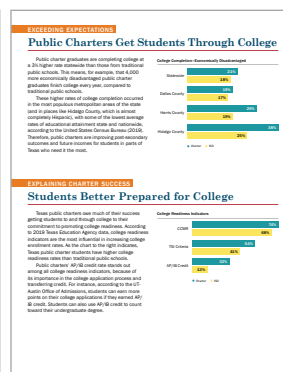 EXCEEDING EXPECTATIONS
Public Charters Get Students Through College
Public charter graduates are completing college at
a 3% higher rate statewide than those from traditional
public schools. This means, for example, that 4,000
more economically disadvantaged public charter
graduates finish college every year, compared to
traditional public schools.
These higher rates of college completion occurred
in the most populous metropolitan areas of the state
(and in places like Hidalgo County, which is almost
completely Hispanic), with some of the lowest average
rates of educational attainment state and nationwide,
according to the United States Census Bureau (2019).
Therefore, public charters are improving post-secondary
outcomes and future incomes for students in parts of
Texas who need it the most.
College Completion–Economically Disadvantaged
Statewide
21%
18%
Dallas County
19%
17%
Harris County
26%
19%
Hidalgo County
25%
Charter
ISD
EXPLAINING CHARTER SUCCESS
Students Better Prepared for College
Texas public charters owe much of their success
getting students to and through college to their
commitment to promoting college readiness. According
to 2019 Texas Education Agency data, college readiness
indicators are the most influential in increasing college
enrollment rates. As the chart to the right indicates,
Texas public charter students have higher college
readiness rates than traditional public schools.
Public charters' AP/IB credit rate stands out
among all college readiness indicators, because of
its importance in the college application process and
transferring credit. For instance, according to the UT-
Austin Office of Admissions, students can earn more
points on their college applications if they earned AP/
IB credit. Students can also use AP/IB credit to count
toward their undergraduate degree.
College Readiness Indicators
CCMR
TSI Criteria
AP/IB Credit
Charter
ISD